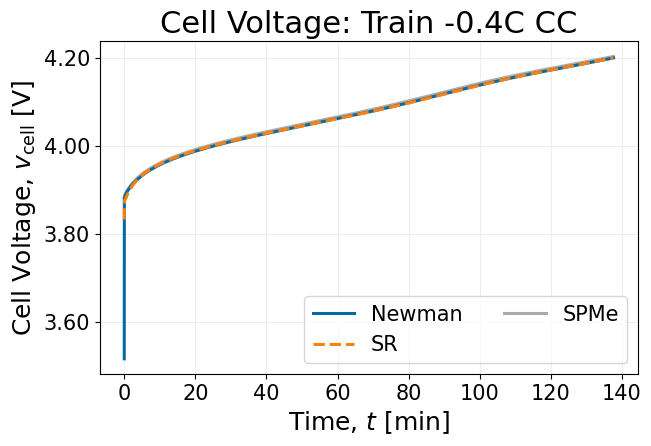 Cell Voltage: Train -0.4C CC
Cell Voltage, v_cell [V]
4.20
4.00
3.80
3.60
Newman
SR
SPMe
0 20 40 60 80 100 120 140
Time, t [min]